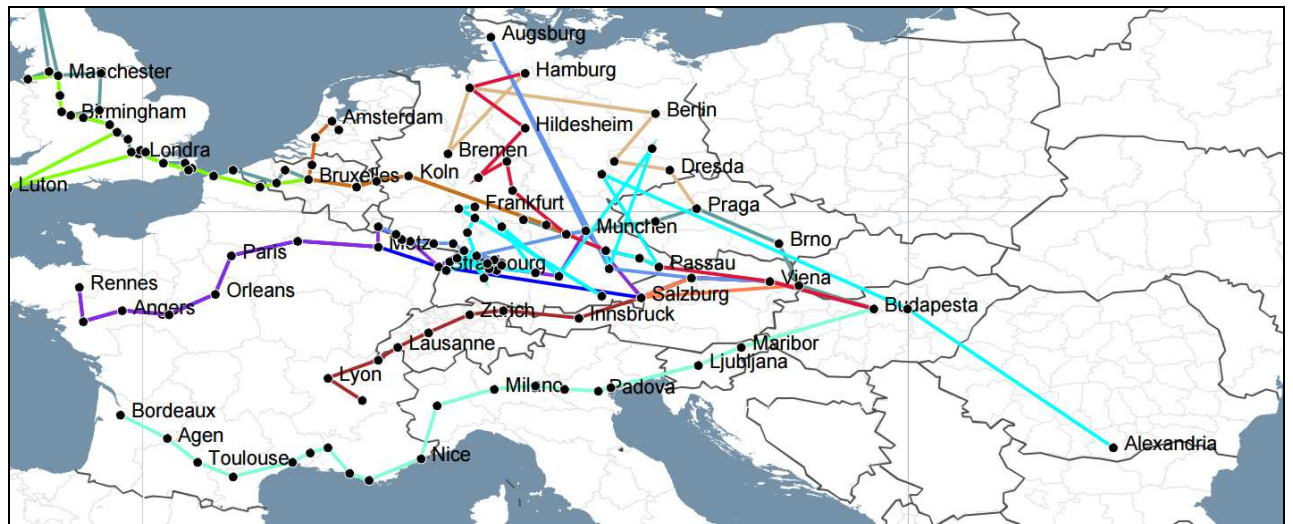 Augsburg
Manchester
Hamburg
Birmingham
Amsterdam
Berlin
Hildesheim
Londra
Bremen
Koln
Dresda
Bruxelles
Luton
Frankfurt
Praga
Munchen
Brno
Metz
Paris
Strasbourg
Passau
Viena
Rennes
Orleans
Salzburg
Angers
Budapesta
Zurich
Innsbruck
Lausanne
Maribor
Ljubljana
Lyon
Milano
Padova
Bordeaux
Agen
Alexandria
Toulouse
Nice